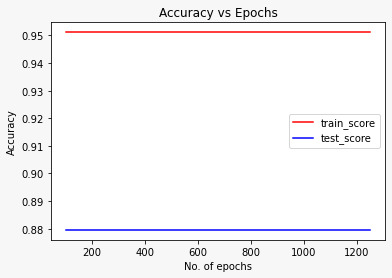 Accuracy vs Epochs
Accuracy
0.95
0.94
0.93
0.92
0.91
0.90
0.89
0.88
train_score
test_score
200 400 600 800 1000 1200
No. of epochs